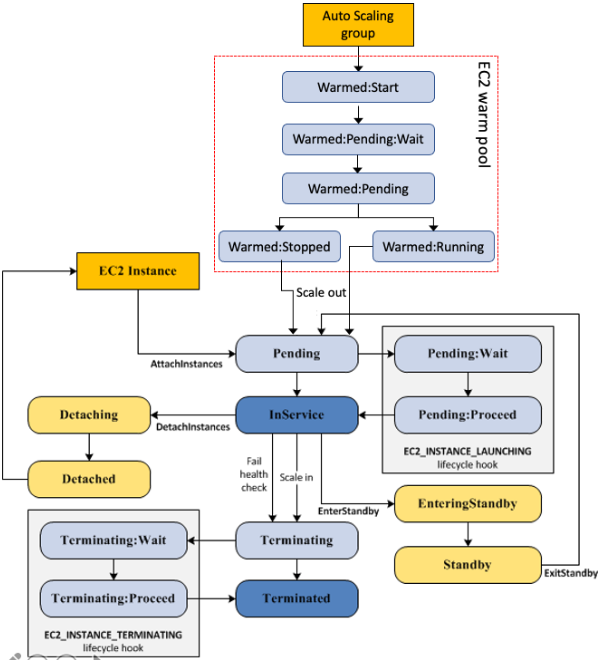 Auto Scaling
group
EC2 warm pool
Warmed:Start
Warmed:Pending:Wait
Warmed:Pending
Warmed:Stopped
Warmed:Running
EC2 Instance
Scale out
AttachInstances
Pending
Pending:Wait
Detaching
DetachInstances
InService
Pending:Proceed
EC2_INSTANCE_LAUNCHING
lifecycle hook
Detached
Fail
health
check
Scale in
EnterStandby
EnteringStandby
Terminating:Wait
Terminating
Standby
ExitStandby
Terminating:Proceed
Terminated
EC2_INSTANCE_TERMINATING
lifecycle hook